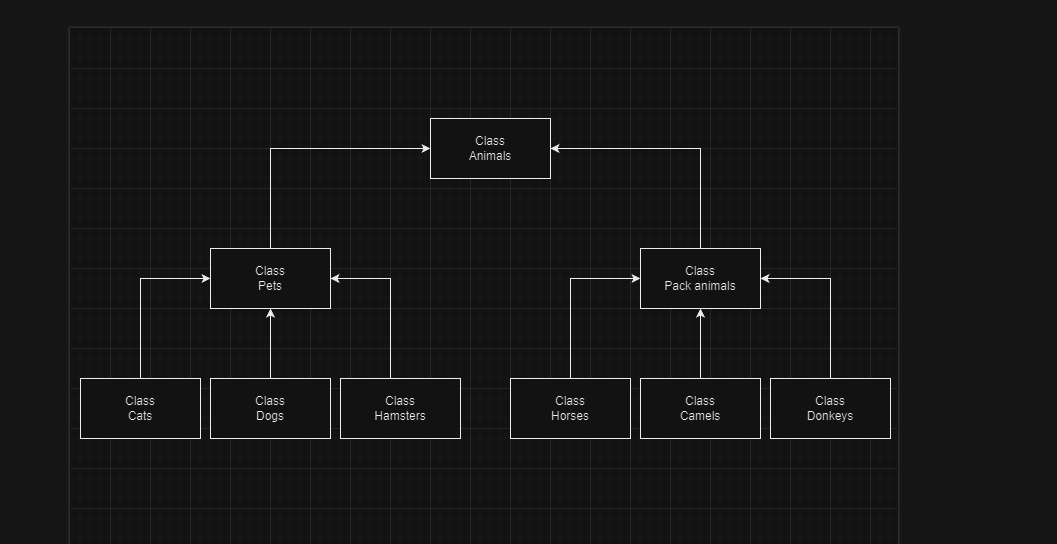 Class
Animals
Class
Pets
Class
Pack animals
Class
Cats
Class
Dogs
Class
Hamsters
Class
Horses
Class
Camels
Class
Donkeys